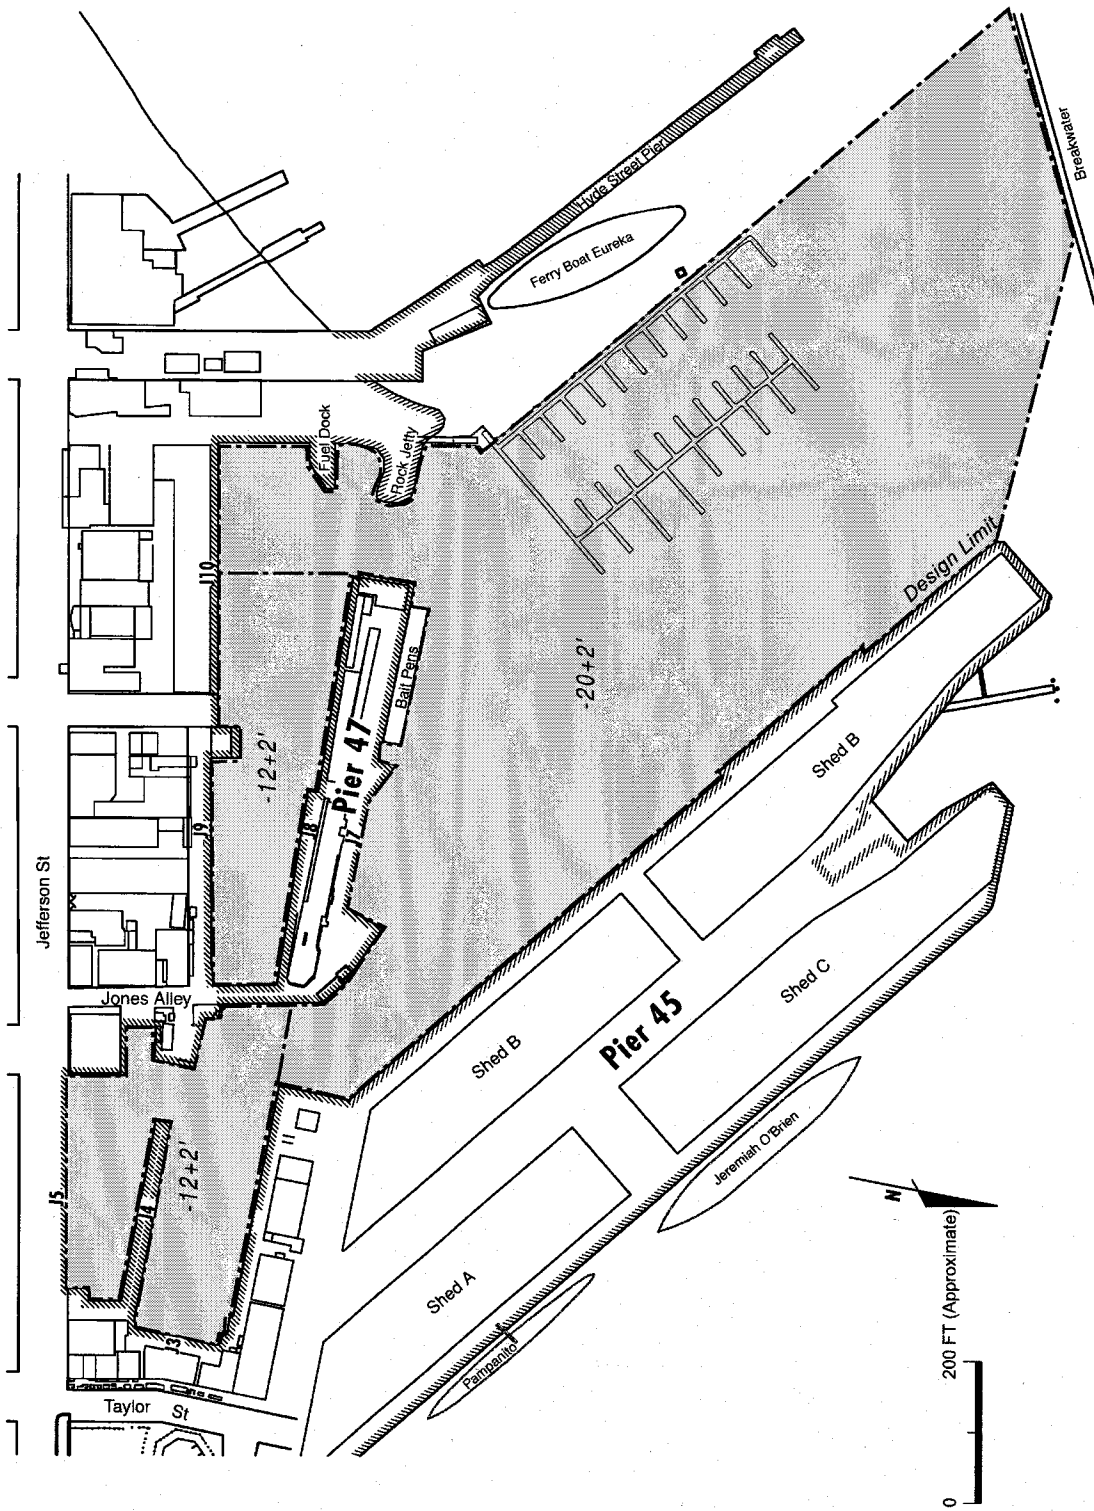 Breakwater
Hyde Street Pier
Ferry Boat Eureka
Fuel Dock
Rock Jetty
Design Limit
J10
Bait Pens
-20+2'
Pier 47
-12+2'
Shed B
J9
J8
J7
Jefferson St
Jones Alley
Shed C
Pier 45
Shed B
Jeremiah O'Brien
J5
J4
-12+2'
N
200 FT (Approximate)
0
Shed A
J3
Pampanito
Taylor St